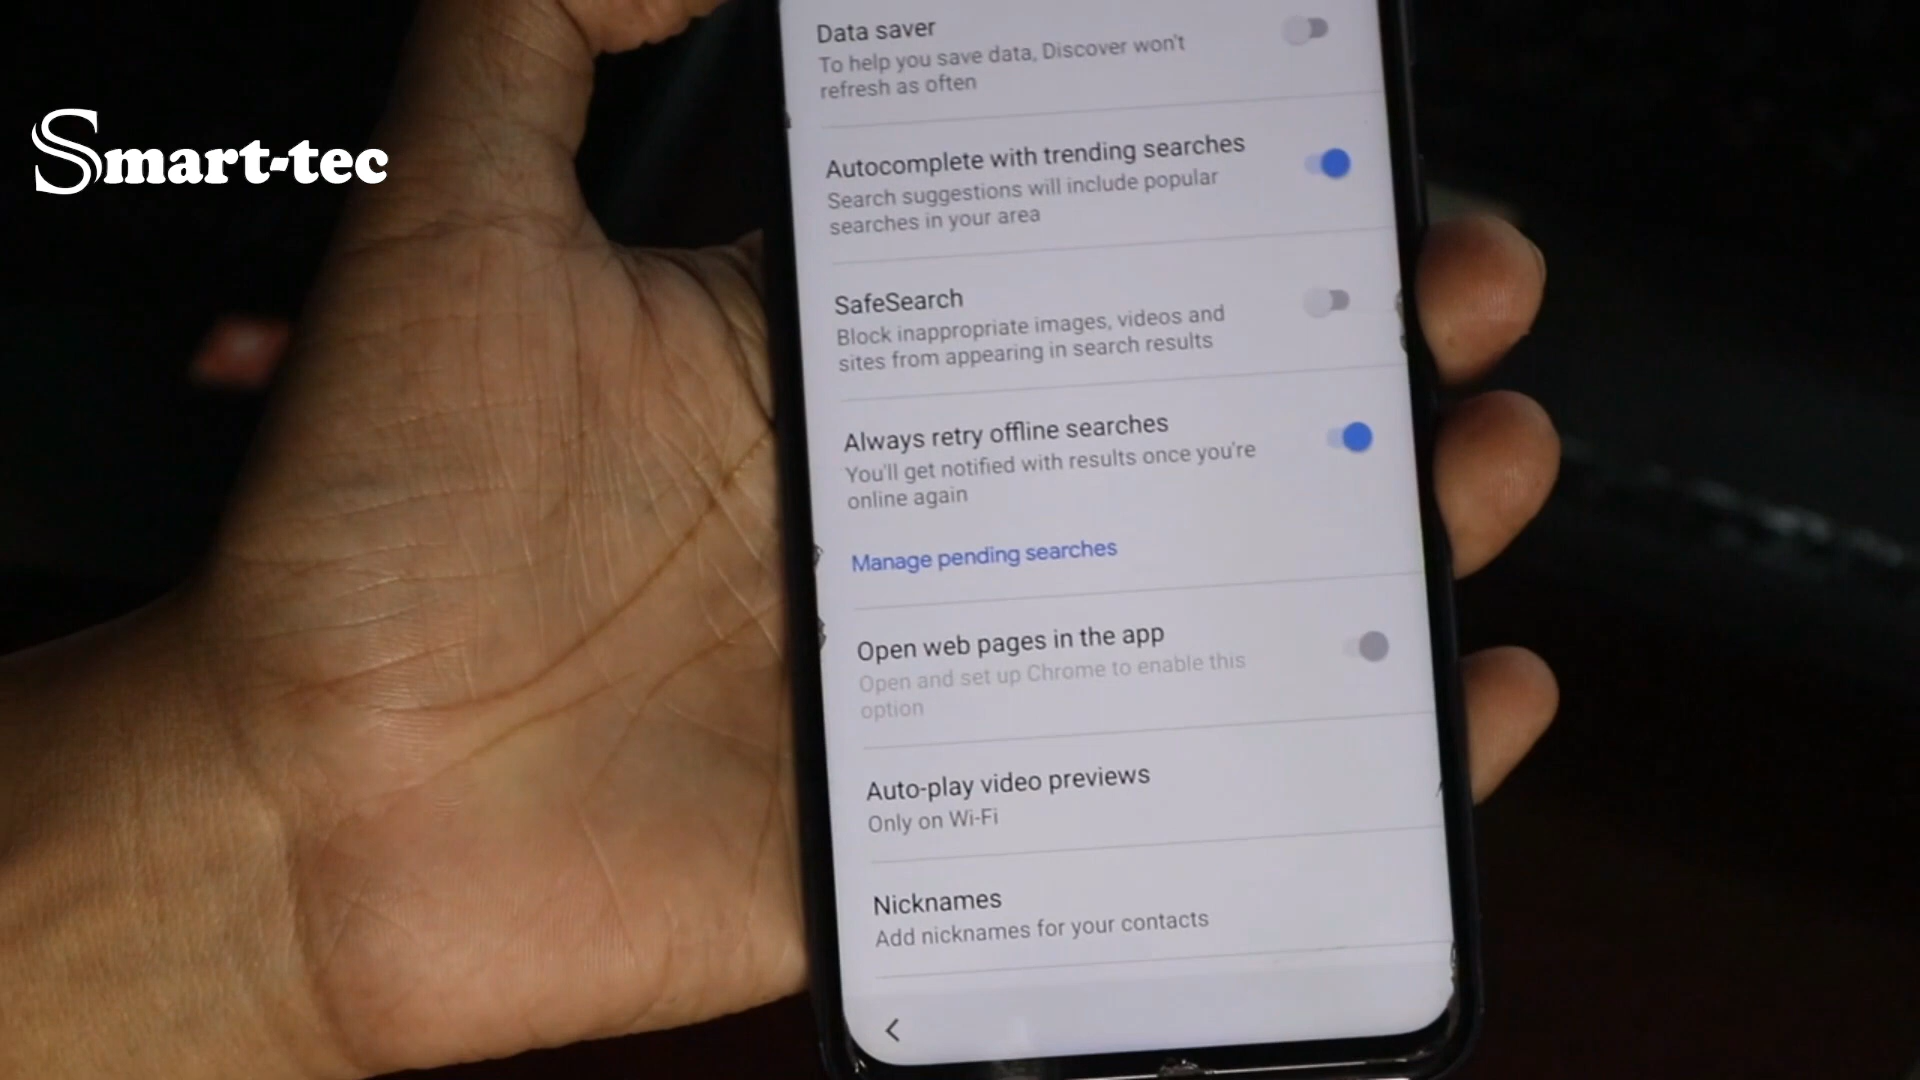 Smart-tec
Data saver
To help you save data, Discover won't
refresh as often
Autocomplete with trending searches
Search suggestions will include popular
searches in your area
SafeSearch
Block inappropriate images, videos and
sites from appearing in search results
Always retry offline searches
You'll get notified with results once you're
online again
Manage pending searches
Open web pages in the app
Open and set up Chrome to enable this
option
Auto-play video previews
Only on Wi-Fi
Nicknames
Add nicknames for your contacts